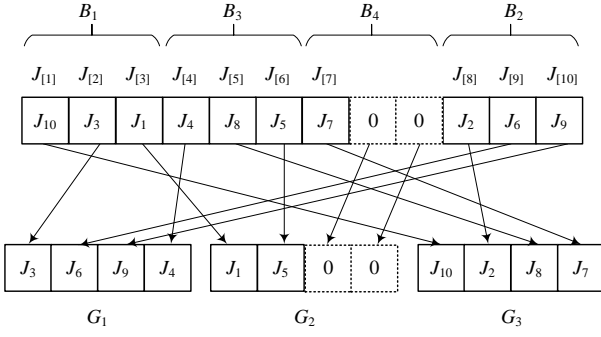 B₁ B₃ B₄ B₂
J[1] J[2] J[3] J[4] J[5] J[6] J[7] J[8] J[9] J[10]
J₁₀ J₃ J₁ J₄ J₈ J₅ J₇ 0 0 J₂ J₆ J₉
J₃ J₆ J₉ J₄ J₁ J₅ 0 0 J₁₀ J₂ J₈ J₇
G₁ G₂ G₃